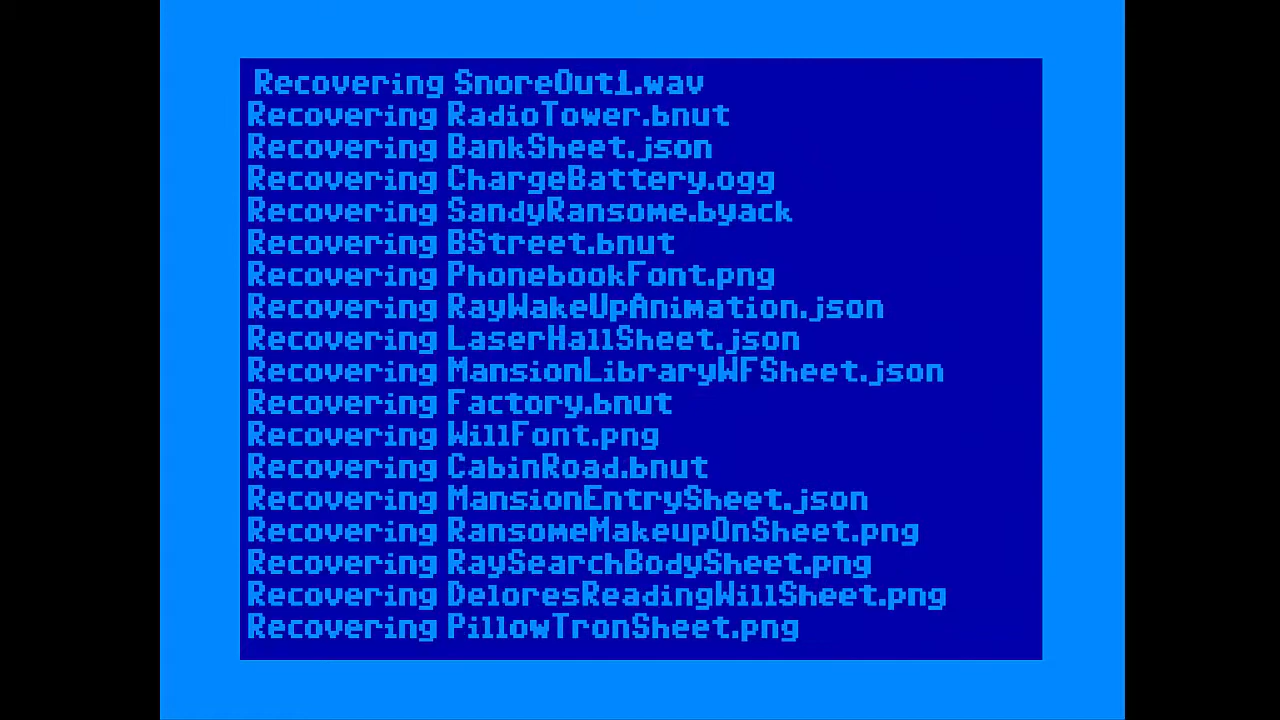 Recovering SnoreOut1.wav
Recovering RadioTower.bnut
Recovering BankSheet.json
Recovering ChargeBattery.ogg
Recovering SandyRansome.byack
Recovering BStreet.bnut
Recovering PhonebookFont.png
Recovering RayWakeUpAnimation.json
Recovering LaserHallSheet.json
Recovering MansionLibraryWFSheet.json
Recovering Factory.bnut
Recovering WillFont.png
Recovering CabinRoad.bnut
Recovering MansionEntrySheet.json
Recovering RansomeMakeupOnSheet.png
Recovering RaySearchBodySheet.png
Recovering DeloresReadingWillSheet.png
Recovering PillowTronSheet.png